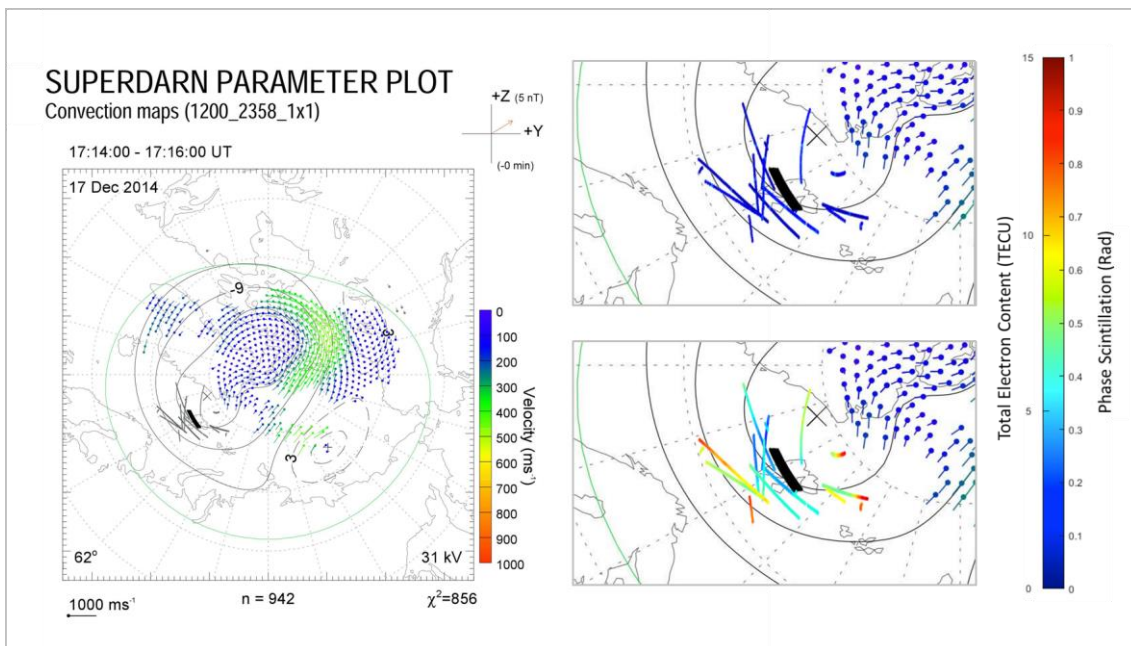 SUPERDARN PARAMETER PLOT
Convection maps (1200_2358_1x1)
+Z (5 nT)
+Y
(-0 min)
17:14:00 - 17:16:00 UT
17 Dec 2014
-9
3
3
62°
31 kV
1000 ms⁻¹
n = 942
χ²=856
0
100
200
300
400
500
600
700
800
900
1000
Velocity (ms⁻¹)
Total Electron Content (TECU)
15
10
5
0
1
0.9
0.8
0.7
0.6
0.5
0.4
0.3
0.2
0.1
0
Phase Scintillation (Rad)